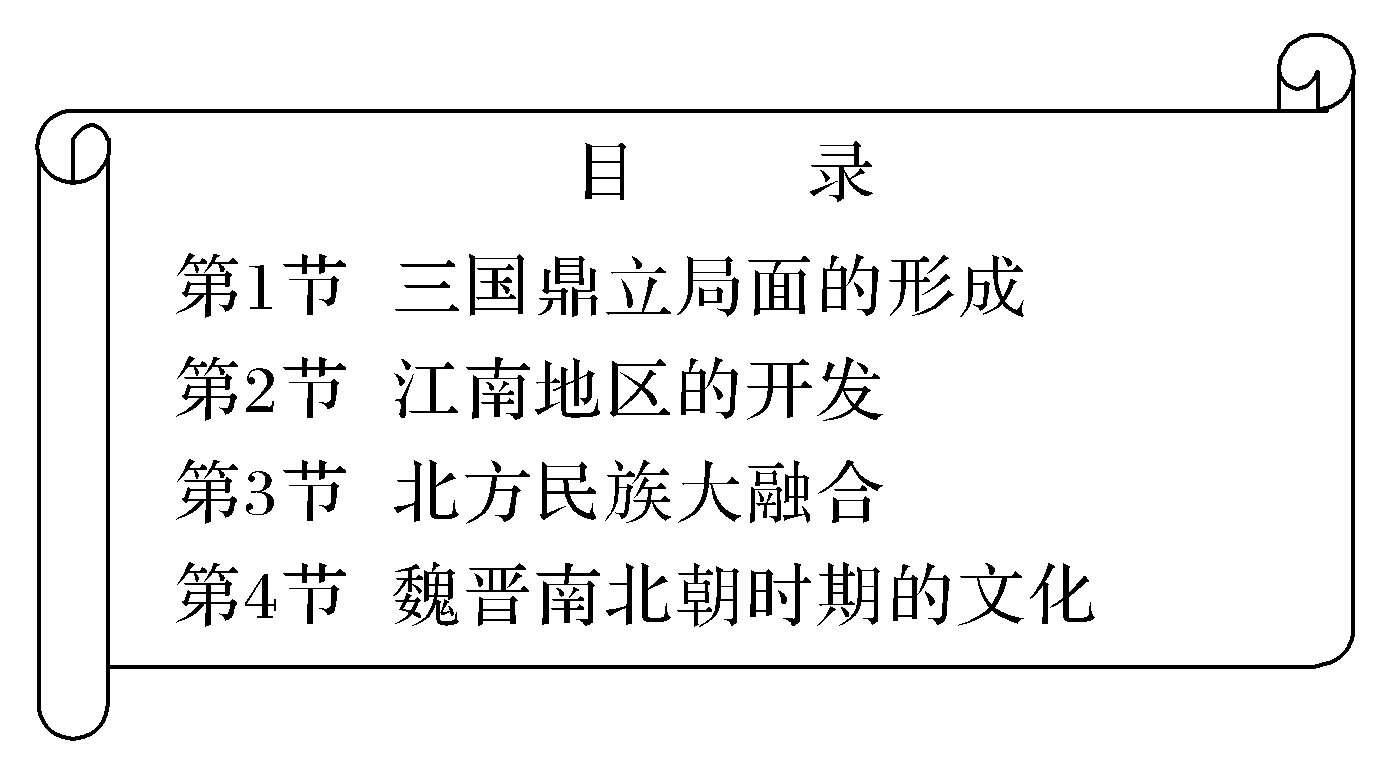 目 录
第1节 三国鼎立局面的形成
第2节 江南地区的开发
第3节 北方民族大融合
第4节 魏晋南北朝时期的文化